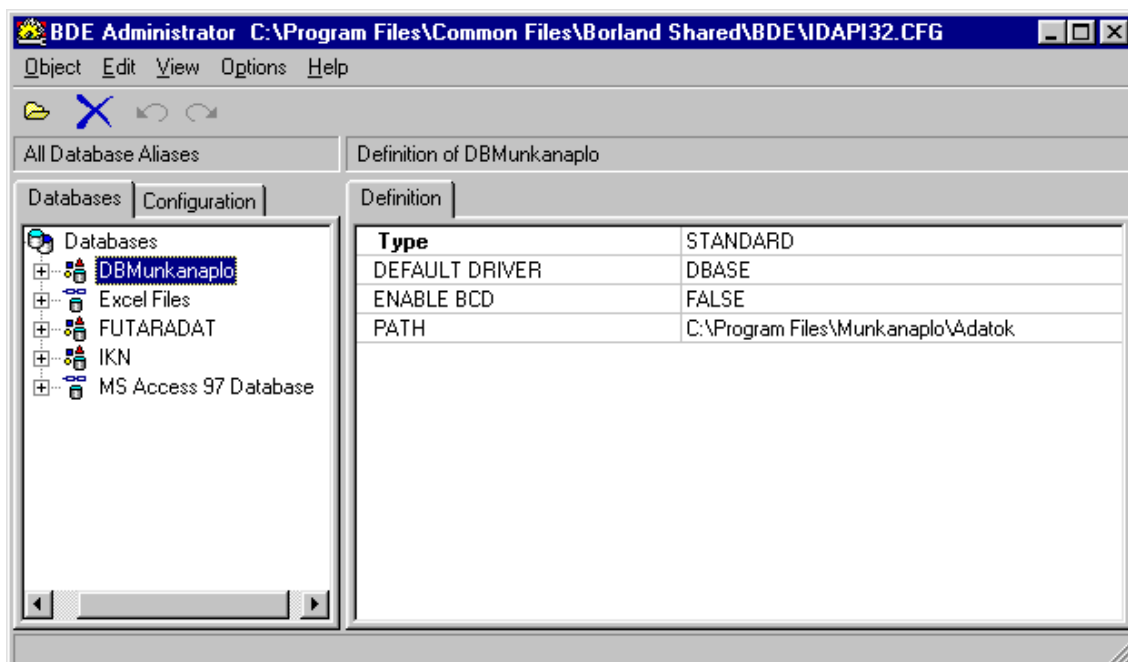 BDE Administrator C:\Program Files\Common Files\Borland Shared\BDE\IDAPI32.CFG
Object Edit View Options Help
All Database Aliases
Definition of DBMunkanaplo
Databases Configuration
Definition
Databases
DBMunkanaplo
Excel Files
FUTARADAT
IKN
MS Access 97 Database
Type STANDARD
DEFAULT DRIVER DBASE
ENABLE BCD FALSE
PATH C:\Program Files\Munkanaplo\Adatok